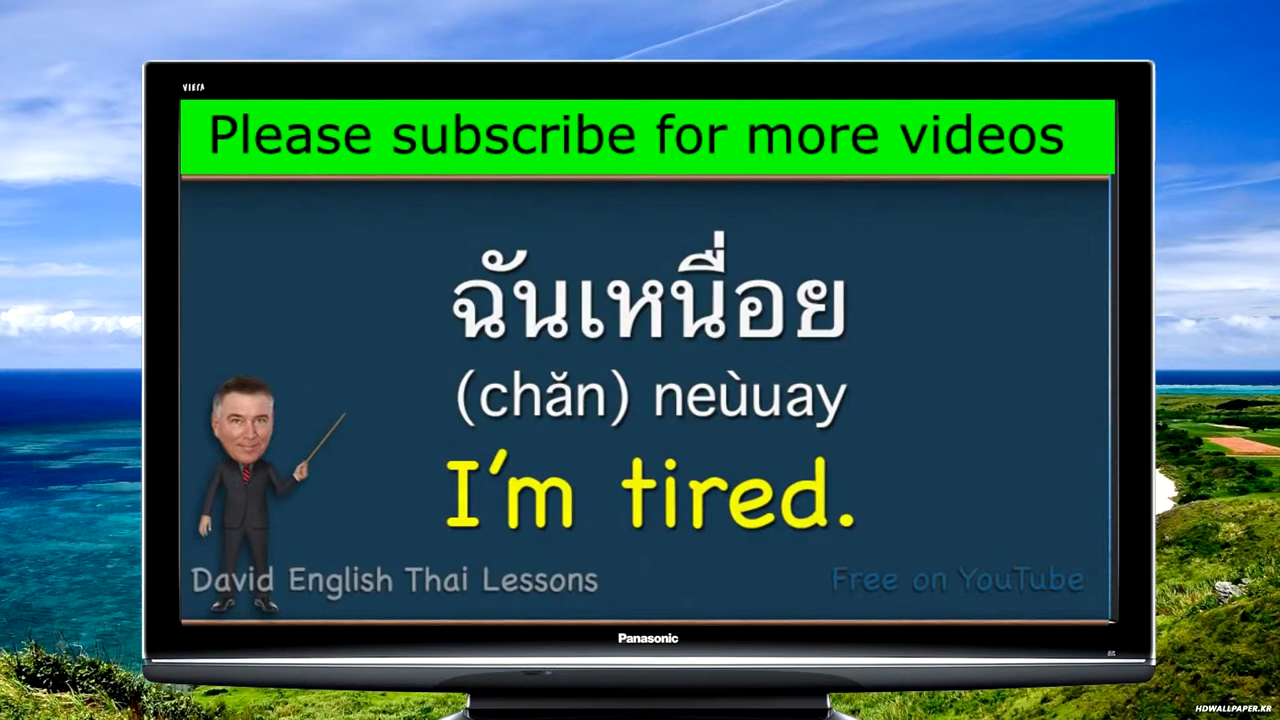 VIERA
Please subscribe for more videos
ฉันเหนื่อย
(chăn) neùuay
I'm tired.
David English Thai Lessons
Free on YouTube
Panasonic
HDWALLPAPER.KR